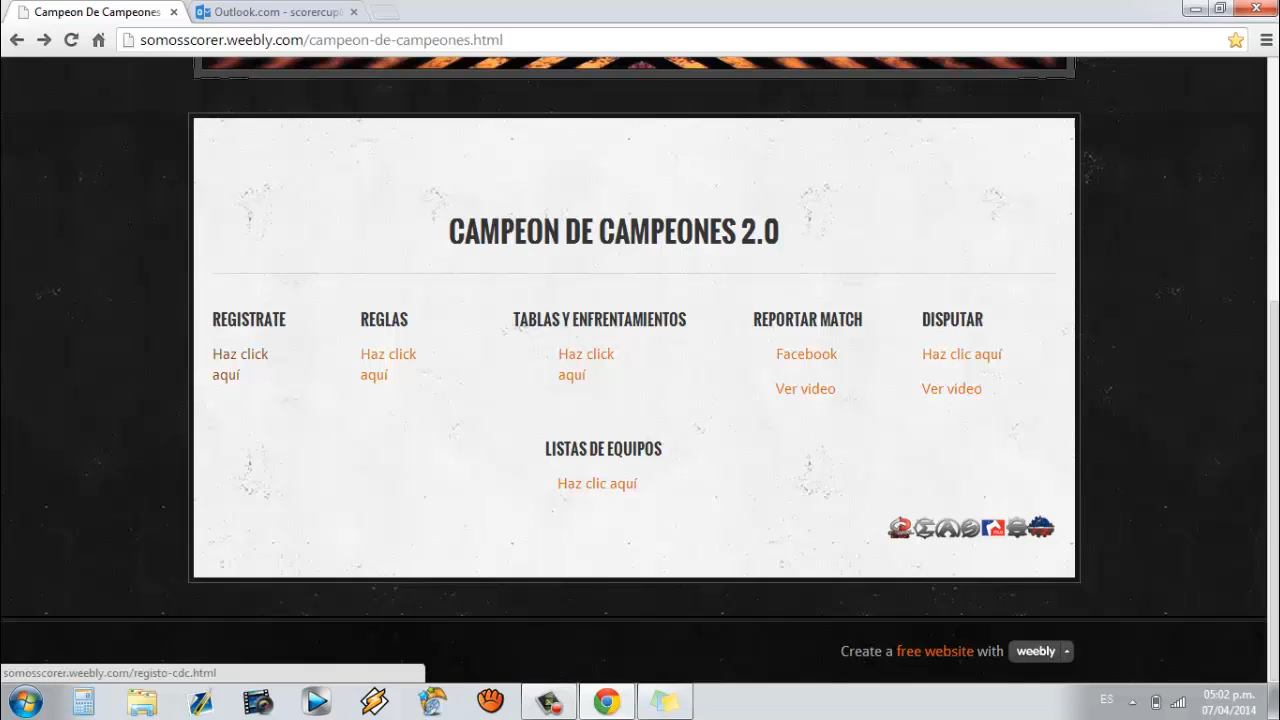 Campeon De Campeones
Outlook.com - scorercup
somosscorer.weebly.com/campeon-de-campeones.html
CAMPEON DE CAMPEONES 2.0
REGISTRATE
Haz click
aquí
REGLAS
Haz click
aquí
TABLAS Y ENFRENTAMIENTOS
Haz click
aquí
REPORTAR MATCH
Facebook
Ver video
DISPUTAR
Haz clic aquí
Ver video
LISTAS DE EQUIPOS
Haz clic aquí
Create a free website with weebly
somosscorer.weebly.com/registo-cdc.html
ES
05:02 p.m.
07/04/2014